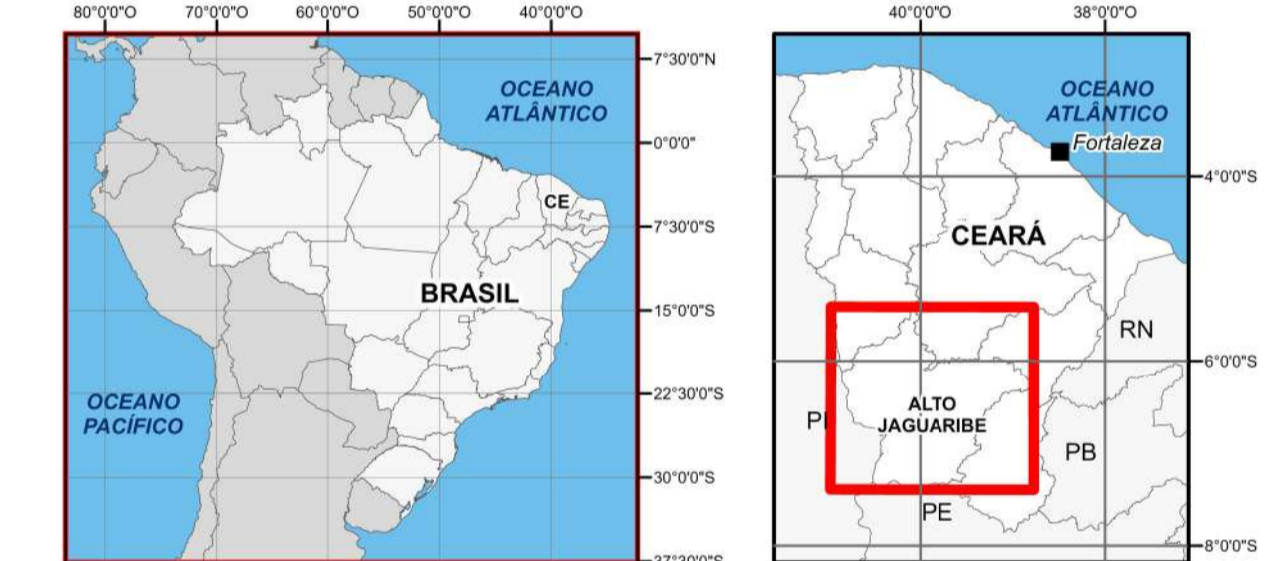 80°0'0"O 70°0'0"O 60°0'0"O 50°0'0"O 40°0'0"O
7°30'0"N
0°0'0"
7°30'0"S
15°0'0"S
22°30'0"S
30°0'0"S
OCEANO
ATLÂNTICO
CE
BRASIL
OCEANO
PACÍFICO
40°0'0"O 38°0'0"O
4°0'0"S
6°0'0"S
8°0'0"S
OCEANO
ATLÂNTICO
Fortaleza
CEARÁ
RN
ALTO
JAGUARIBE
PI
PB
PE